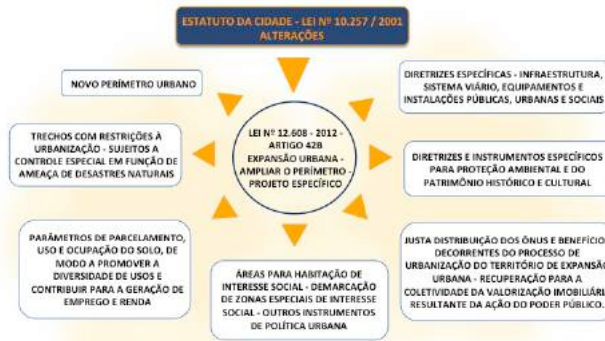 ESTATUTO DA CIDADE - LEI Nº 10.257 / 2001
ALTERAÇÕES
NOVO PERÍMETRO URBANO
DIRETRIZES ESPECÍFICAS - INFRAESTRUTURA,
SISTEMA VIÁRIO, EQUIPAMENTOS E
INSTALAÇÕES PÚBLICAS, URBANAS E SOCIAIS
TRECHOS COM RESTRIÇÕES À
URBANIZAÇÃO - SUJEITOS A
CONTROLE ESPECIAL EM FUNÇÃO DE
AMEAÇA DE DESASTRES NATURAIS
LEI Nº 12.608 - 2012 -
ARTIGO 42B
EXPANSÃO URBANA -
AMPLIAR O PERÍMETRO -
PROJETO ESPECÍFICO
DIRETRIZES E INSTRUMENTOS ESPECÍFICOS
PARA PROTEÇÃO AMBIENTAL E DO
PATRIMÔNIO HISTÓRICO E CULTURAL
PARÂMETROS DE PARCELAMENTO,
USO E OCUPAÇÃO DO SOLO, DE
MODO A PROMOVER A
DIVERSIDADE DE USOS E
CONTRIBUIR PARA A GERAÇÃO DE
EMPREGO E RENDA
ÁREAS PARA HABITAÇÃO DE
INTERESSE SOCIAL - DEMARCAÇÃO
DE ZONAS ESPECIAIS DE INTERESSE
SOCIAL - OUTROS INSTRUMENTOS
DE POLÍTICA URBANA
JUSTA DISTRIBUIÇÃO DOS ÔNUS E BENEFÍCIO
DECORRENTES DO PROCESSO DE
URBANIZAÇÃO DO TERRITÓRIO DE EXPANSÃO
URBANA - RECUPERAÇÃO PARA A
COLETIVIDADE DA VALORIZAÇÃO IMOBILIÁRI
RESULTANTE DA AÇÃO DO PODER PÚBLICO.